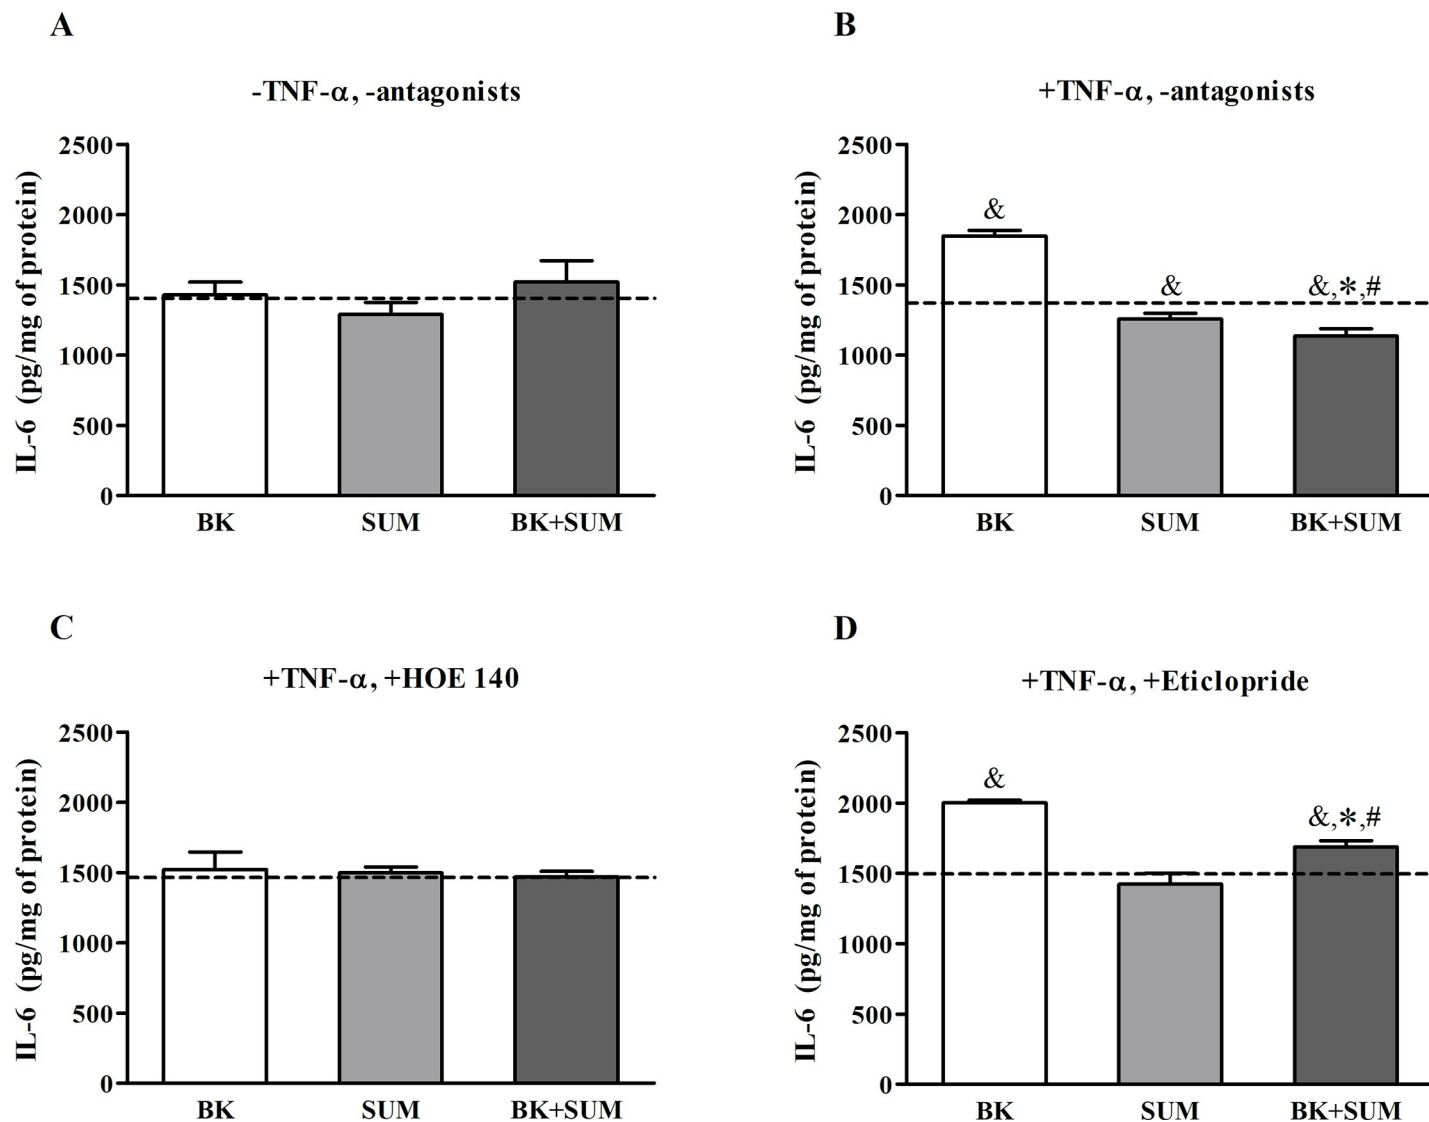 A
-TNF-α, -antagonists
IL-6 (pg/mg of protein)
2500
2000
1500
1000
500
0
BK
SUM
BK+SUM
B
+TNF-α, -antagonists
IL-6 (pg/mg of protein)
2500
2000
1500
1000
500
0
&
&
&,*,#
BK
SUM
BK+SUM
C
+TNF-α, +HOE 140
IL-6 (pg/mg of protein)
2500
2000
1500
1000
500
0
BK
SUM
BK+SUM
D
+TNF-α, +Eticlopride
IL-6 (pg/mg of protein)
2500
2000
1500
1000
500
0
&
&,*,#
BK
SUM
BK+SUM